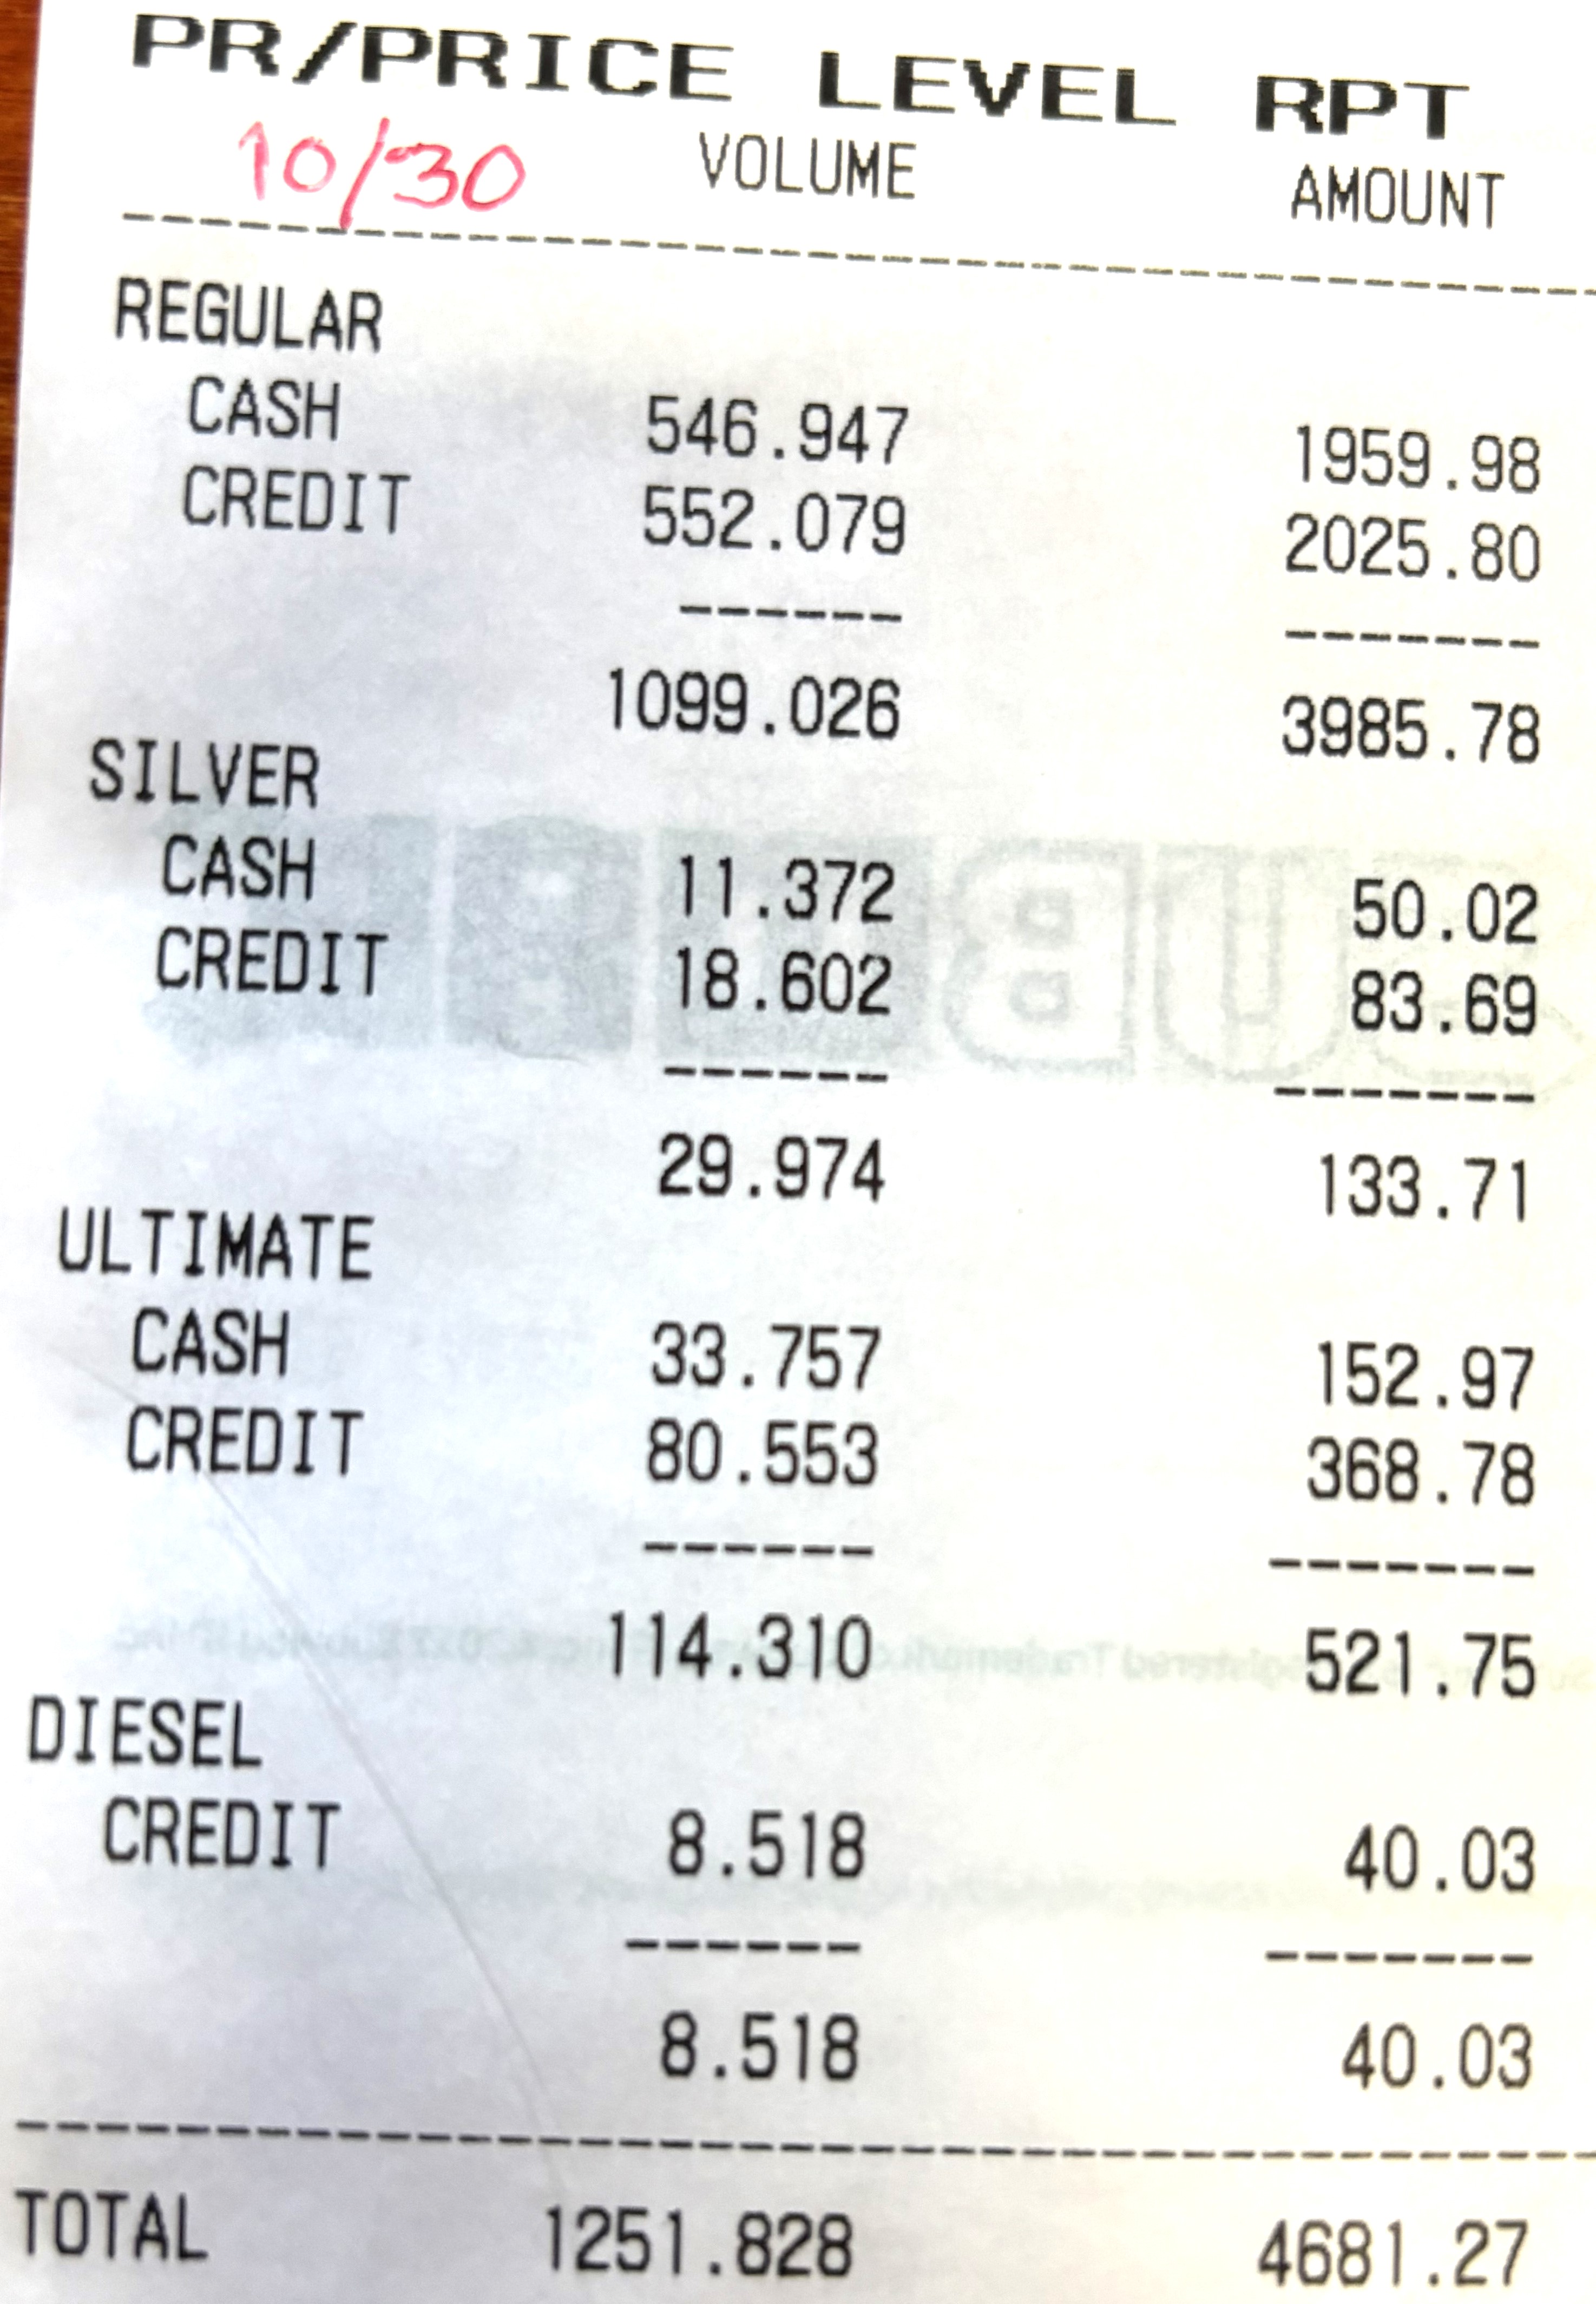 PR/PRICE LEVEL RPT
10/30 VOLUME AMOUNT
REGULAR
CASH 546.947 1959.98
CREDIT 552.079 2025.80
1099.026 3985.78
SILVER
CASH 11.372 50.02
CREDIT 18.602 83.69
29.974 133.71
ULTIMATE
CASH 33.757 152.97
CREDIT 80.553 368.78
114.310 521.75
DIESEL
CREDIT 8.518 40.03
8.518 40.03
TOTAL 1251.828 4681.27